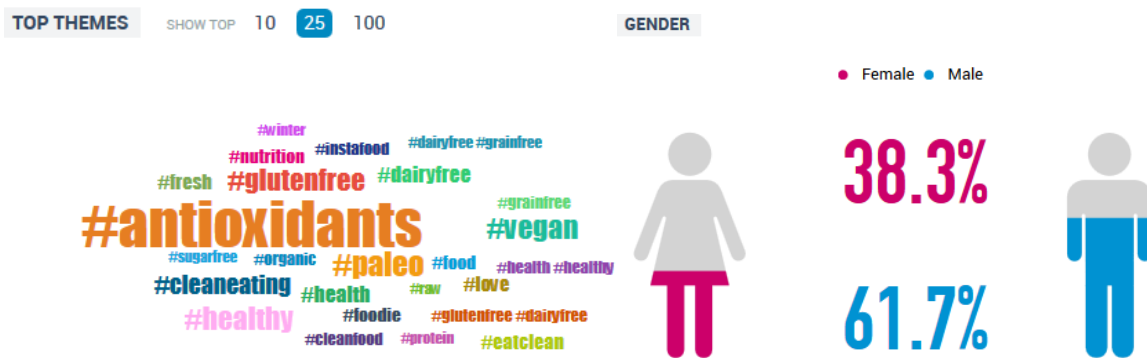 TOP THEMES SHOW TOP 10 25 100
#winter
#nutrition #instafood #dairyfree #grainfree
#fresh #glutenfree #dairyfree
#antioxidants #grainfree
#vegan
#sugarfree #organic #paleo #food #health #healthy
#cleaneating #health #raw #love
#healthy #foodie #glutenfree #dairyfree
#cleanfood #protein #eatclean
GENDER
Female Male
38.3%
61.7%